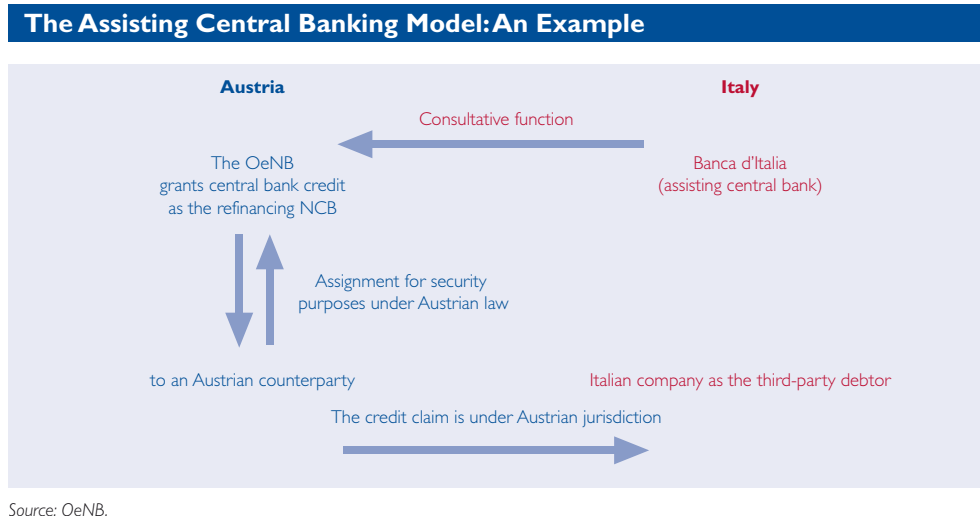 The Assisting Central Banking Model: An Example
Austria
Italy
Consultative function
The OeNB
grants central bank credit
as the refinancing NCB
Banca d'Italia
(assisting central bank)
Assignment for security
purposes under Austrian law
to an Austrian counterparty
Italian company as the third-party debtor
The credit claim is under Austrian jurisdiction
Source: OeNB.